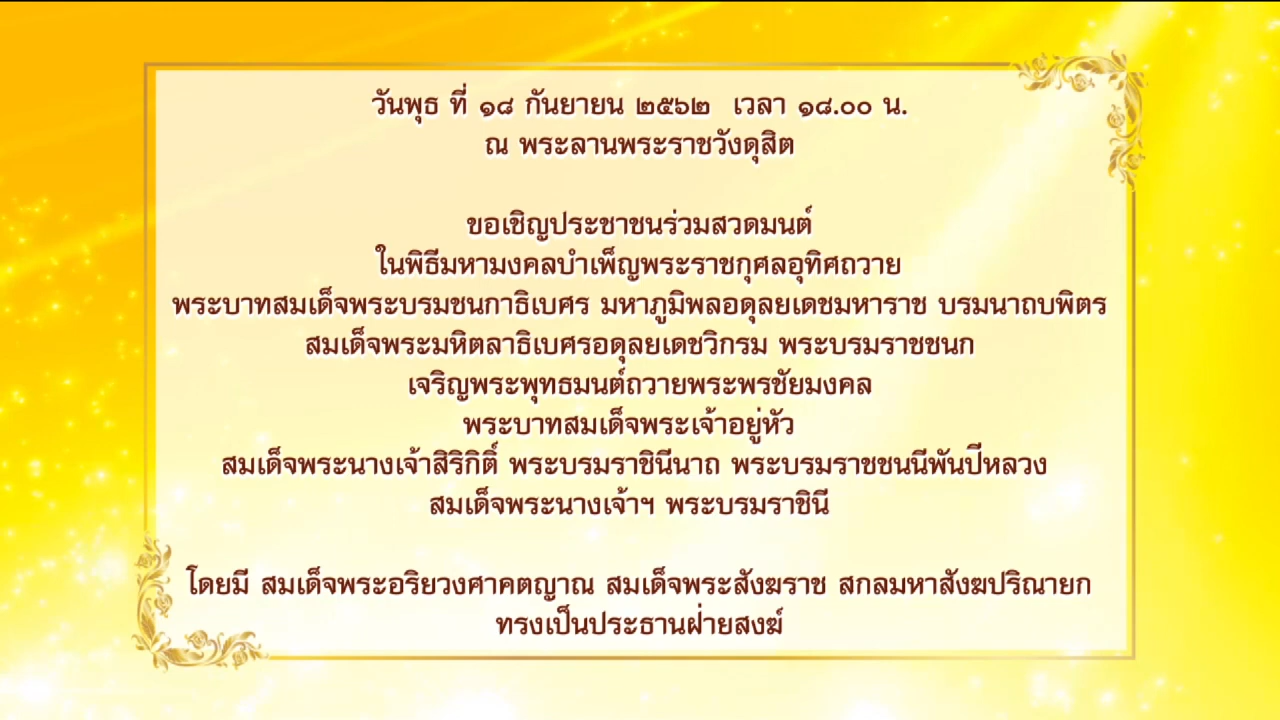 วันพุธ ที่ ๑๘ กันยายน ๒๕๖๒ เวลา ๑๘.๐๐ น.
ณ พระลานพระราชวังดุสิต
ขอเชิญประชาชนร่วมสวดมนต์
ในพิธีมหามงคลบำเพ็ญพระราชกุศลอุทิศถวาย
พระบาทสมเด็จพระบรมชนกาธิเบศร มหาภูมิพลอดุลยเดชมหาราช บรมนาถบพิตร
สมเด็จพระมหิตลาธิเบศรอดุลยเดชวิกรม พระบรมราชชนก
เจริญพระพุทธมนต์ถวายพระพรชัยมงคล
พระบาทสมเด็จพระเจ้าอยู่หัว
สมเด็จพระนางเจ้าสิริกิติ์ พระบรมราชินีนาถ พระบรมราชชนนีพันปีหลวง
สมเด็จพระนางเจ้าฯ พระบรมราชินี
โดยมี สมเด็จพระอริยวงศาคตญาณ สมเด็จพระสังฆราช สกลมหาสังฆปริณายก
ทรงเป็นประธานฝ่ายสงฆ์